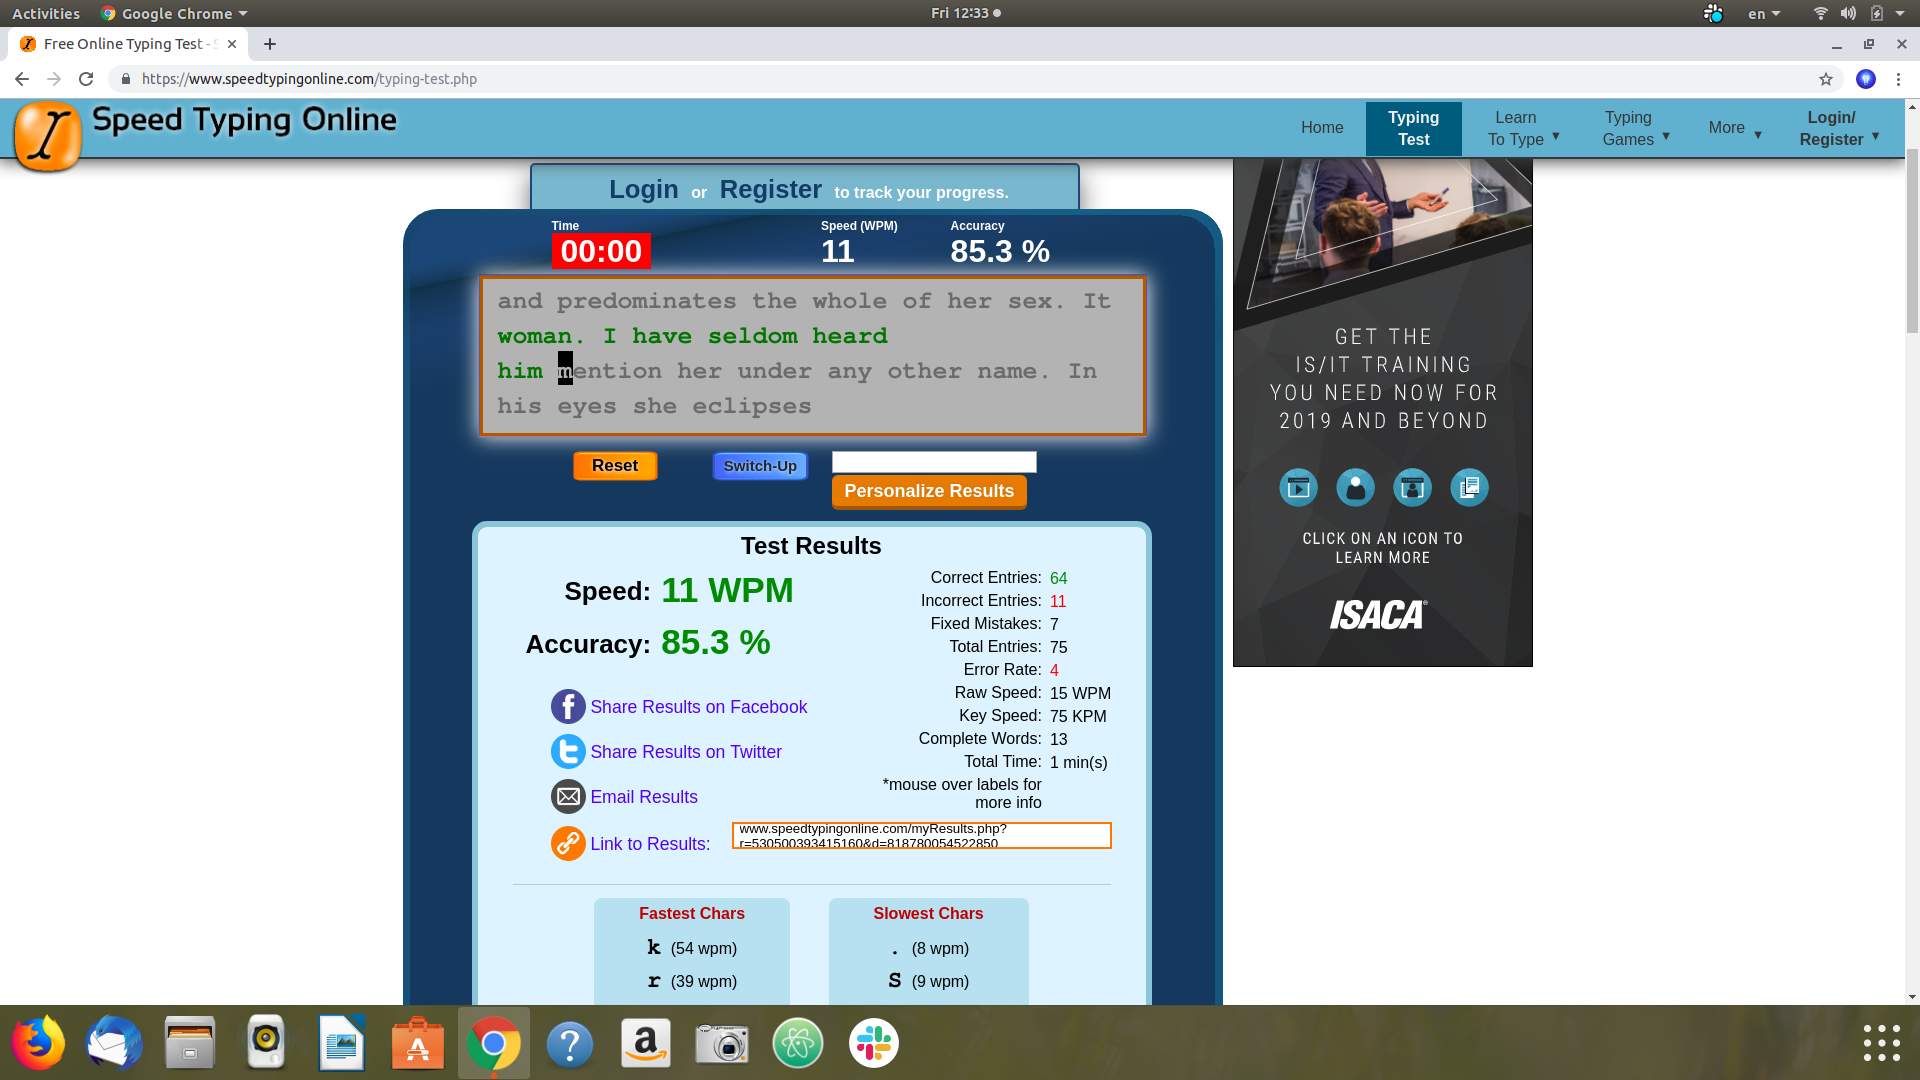 Activities
Google Chrome
Fri 12:33
en
Free Online Typing Test -
https://www.speedtypingonline.com/typing-test.php
Speed Typing Online
Home
Typing
Test
Learn
To Type
Typing
Games
More
Login/
Register
Login or Register to track your progress.
Time
00:00
Speed (WPM)
11
Accuracy
85.3 %
and predominates the whole of her sex. It
woman. I have seldom heard
him mention her under any other name. In
his eyes she eclipses
Reset
Switch-Up
Personalize Results
Test Results
Speed: 11 WPM
Accuracy: 85.3 %
Correct Entries: 64
Incorrect Entries: 11
Fixed Mistakes: 7
Total Entries: 75
Error Rate: 4
Raw Speed: 15 WPM
Key Speed: 75 KPM
Complete Words: 13
Total Time: 1 min(s)
*mouse over labels for
more info
Share Results on Facebook
Share Results on Twitter
Email Results
Link to Results:
www.speedtypingonline.com/myResults.php?
r=530500393415160&d=818780054522850
Fastest Chars
k (54 wpm)
r (39 wpm)
Slowest Chars
. (8 wpm)
S (9 wpm)
GET THE
IS/IT TRAINING
YOU NEED NOW FOR
2019 AND BEYOND
CLICK ON AN ICON TO
LEARN MORE
ISACA®